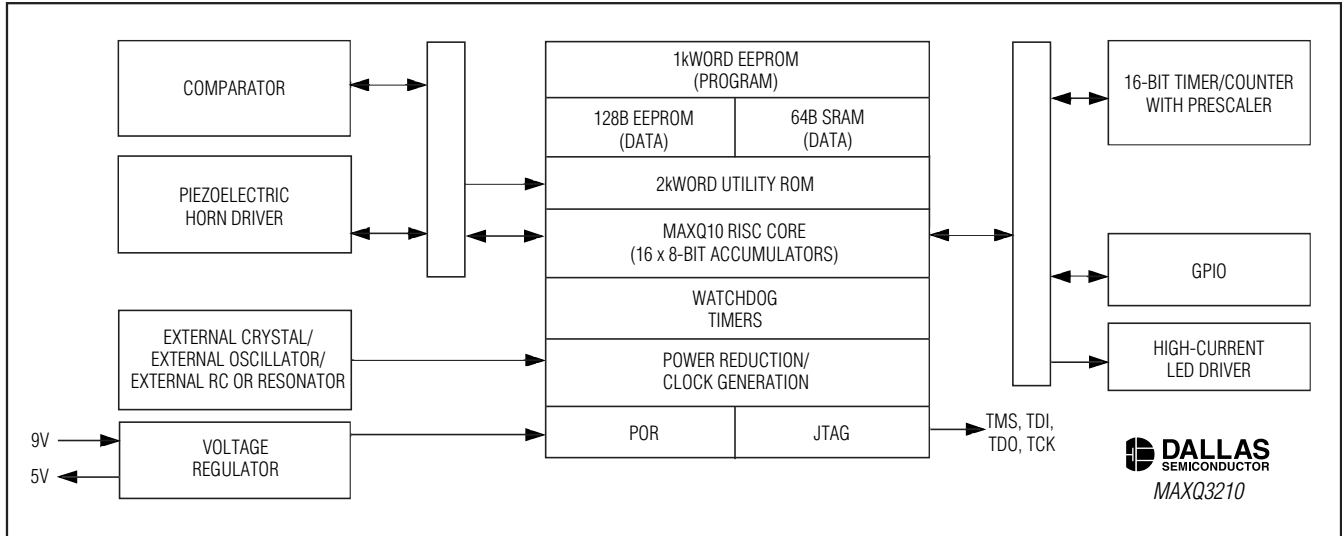 COMPARATOR
PIEZOELECTRIC
HORN DRIVER
EXTERNAL CRYSTAL/
EXTERNAL OSCILLATOR/
EXTERNAL RC OR RESONATOR
9V
5V
VOLTAGE
REGULATOR
1kWORD EEPROM
(PROGRAM)
128B EEPROM
(DATA)
64B SRAM
(DATA)
2kWORD UTILITY ROM
MAXQ10 RISC CORE
(16 x 8-BIT ACCUMULATORS)
WATCHDOG
TIMERS
POWER REDUCTION/
CLOCK GENERATION
POR
JTAG
TMS, TDI,
TDO, TCK
16-BIT TIMER/COUNTER
WITH PRESCALER
GPIO
HIGH-CURRENT
LED DRIVER
DALLAS
SEMICONDUCTOR
MAXQ3210